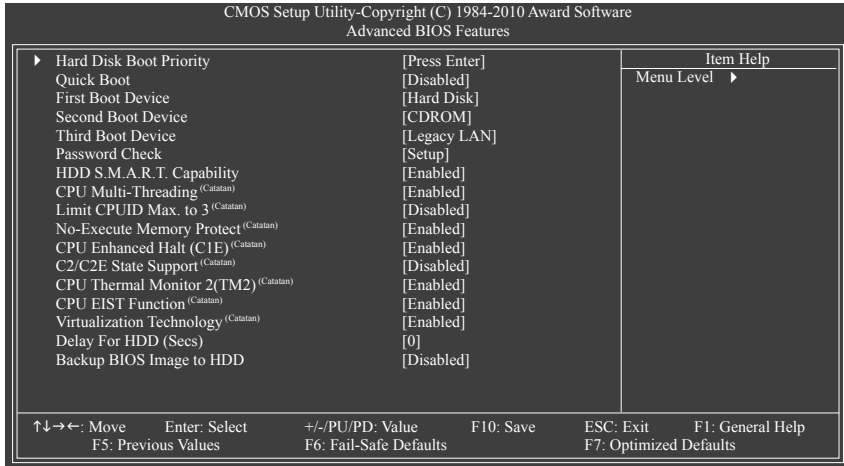 CMOS Setup Utility-Copyright (C) 1984-2010 Award Software
Advanced BIOS Features
Hard Disk Boot Priority [Press Enter]
Quick Boot [Disabled]
First Boot Device [Hard Disk]
Second Boot Device [CDROM]
Third Boot Device [Legacy LAN]
Password Check [Setup]
HDD S.M.A.R.T. Capability [Enabled]
CPU Multi-Threading (Catatan) [Enabled]
Limit CPUID Max. to 3 (Catatan) [Disabled]
No-Execute Memory Protect (Catatan) [Enabled]
CPU Enhanced Halt (C1E) (Catatan) [Enabled]
C2/C2E State Support (Catatan) [Disabled]
CPU Thermal Monitor 2(TM2) (Catatan) [Enabled]
CPU EIST Function (Catatan) [Enabled]
Virtualization Technology (Catatan) [Enabled]
Delay For HDD (Secs) [0]
Backup BIOS Image to HDD [Disabled]
Item Help
Menu Level
↑↓→←: Move Enter: Select +/-/PU/PD: Value F10: Save ESC: Exit F1: General Help
F5: Previous Values F6: Fail-Safe Defaults F7: Optimized Defaults